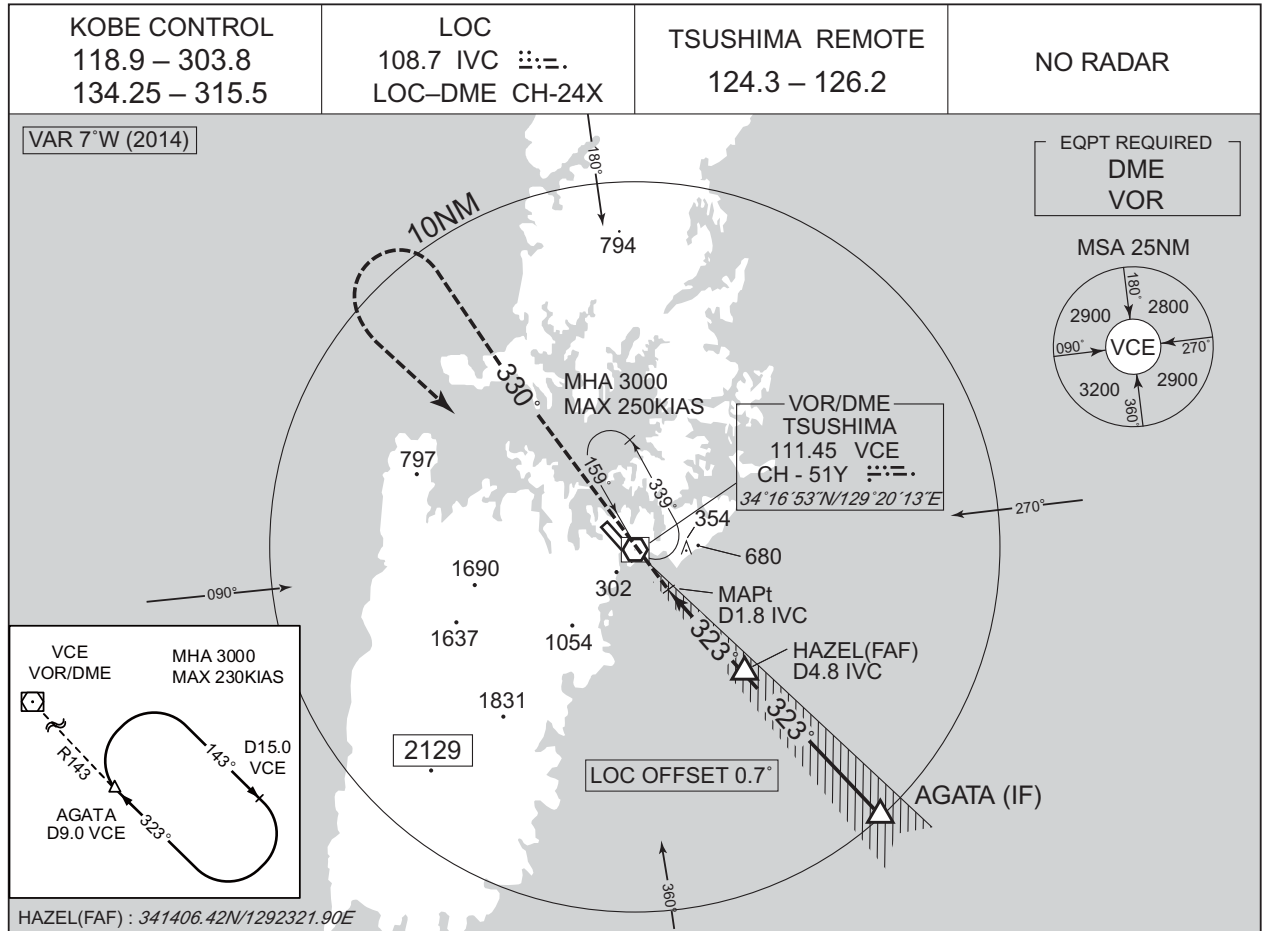 KOBE CONTROL
118.9 – 303.8
134.25 – 315.5
LOC
108.7 IVC
LOC–DME CH-24X
TSUSHIMA REMOTE
124.3 – 126.2
NO RADAR
VAR 7˚W (2014)
EQPT REQUIRED
DME
VOR
MSA 25NM
180˚
2900
2800
090˚
VCE
270˚
3200
2900
360˚
180˚
10NM
794
330˚
MHA 3000
MAX 250KIAS
VOR/DME
TSUSHIMA
111.45 VCE
CH - 51Y
34˚16´53˝N/129˚20´13˝E
797
159˚
339˚
270˚
354
680
1690
302
MAPt
D1.8 IVC
090˚
1637
1054
323˚
HAZEL(FAF)
D4.8 IVC
1831
323˚
2129
LOC OFFSET 0.7˚
AGATA (IF)
360˚
VCE
VOR/DME
MHA 3000
MAX 230KIAS
R143
143˚
D15.0
VCE
AGATA
D9.0 VCE
323˚
HAZEL(FAF) : 341406.42N/1292321.90E